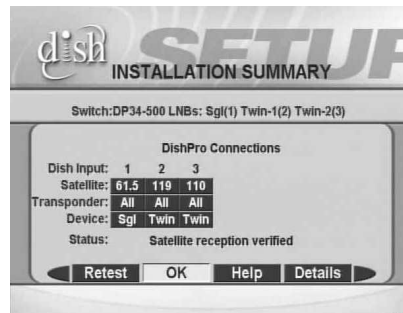 dish
SETUP
INSTALLATION SUMMARY
Switch:DP34-500 LNBs: Sgl(1) Twin-1(2) Twin-2(3)
DishPro Connections
Dish Input: 1 2 3
Satellite: 61.5 119 110
Transponder: All All All
Device: Sgl Twin Twin
Status: Satellite reception verified
Retest OK Help Details